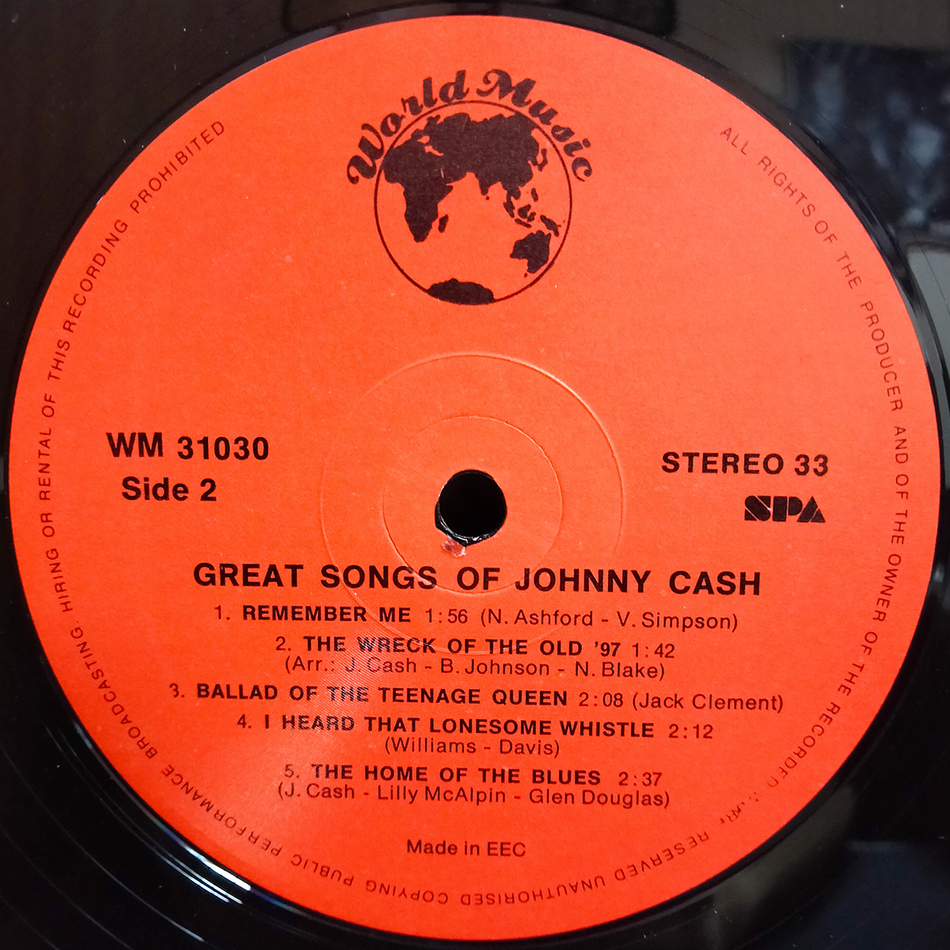 World Music
WM 31030
Side 2
STEREO 33
SPA
GREAT SONGS OF JOHNNY CASH
1. REMEMBER ME 1:56 (N. Ashford - V. Simpson)
2. THE WRECK OF THE OLD '97 1:42
(Arr.: J. Cash - B. Johnson - N. Blake)
3. BALLAD OF THE TEENAGE QUEEN 2:08 (Jack Clement)
4. I HEARD THAT LONESOME WHISTLE 2:12
(Williams - Davis)
5. THE HOME OF THE BLUES 2:37
(J. Cash - Lilly McAlpin - Glen Douglas)
Made in EEC
ALL RIGHTS OF THE PRODUCER AND OF THE OWNER OF THE RECORDED RESERVED UNAUTHORISED COPYING PUBLIC PERFORMANCE BROADCASTING. HIRING OR RENTAL OF THIS RECORDING PROHIBITED